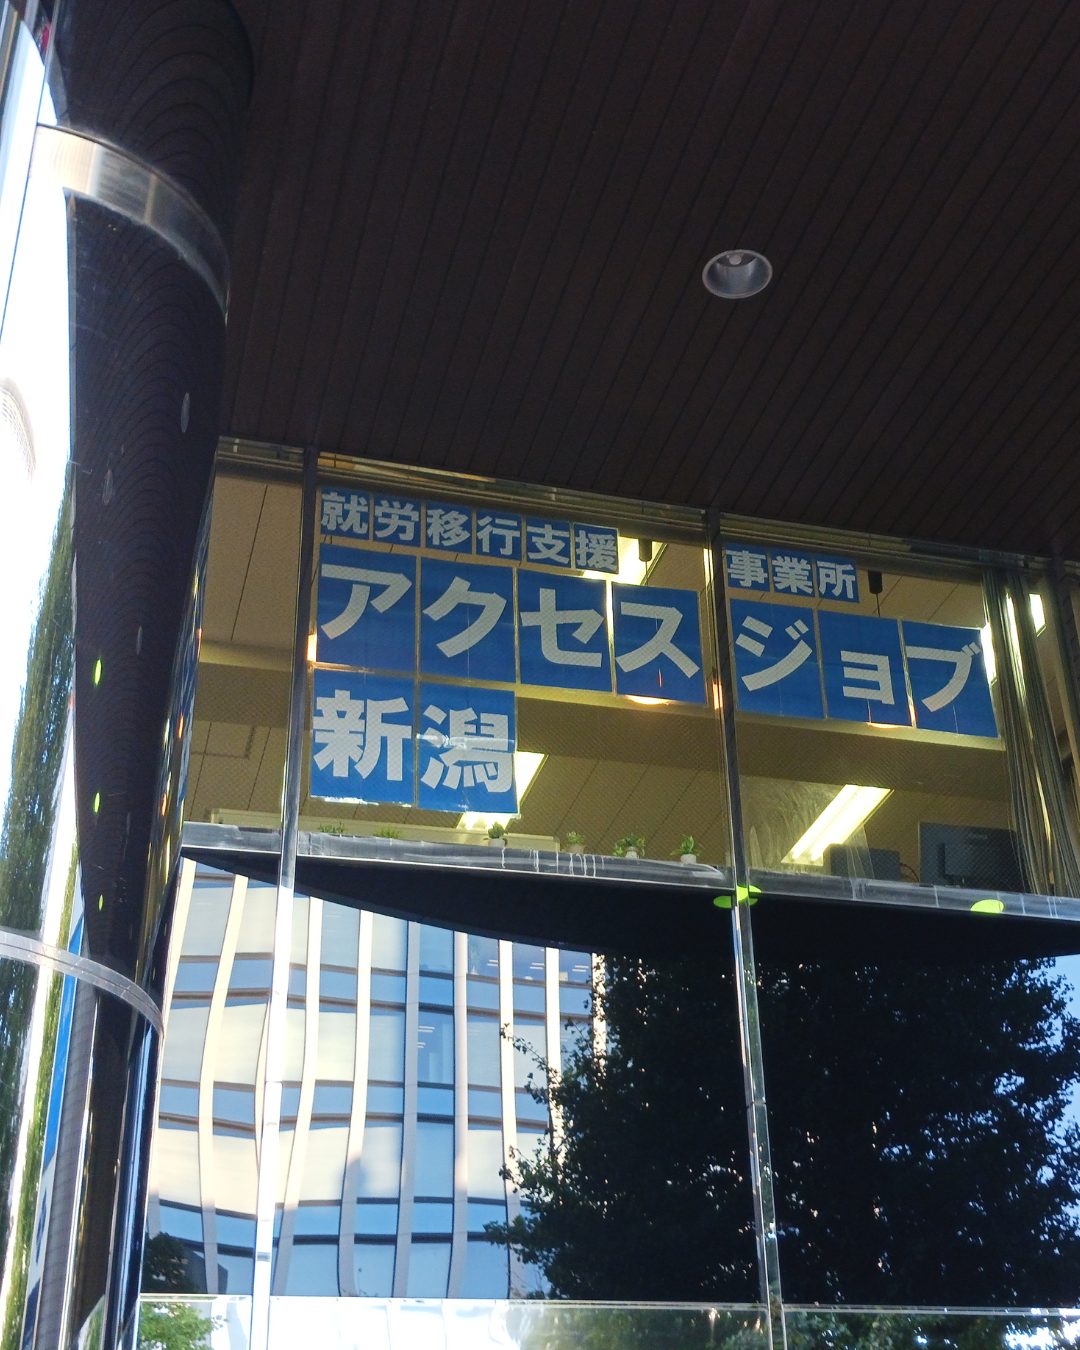 就労移行支援 事業所
アクセスジョブ
新潟